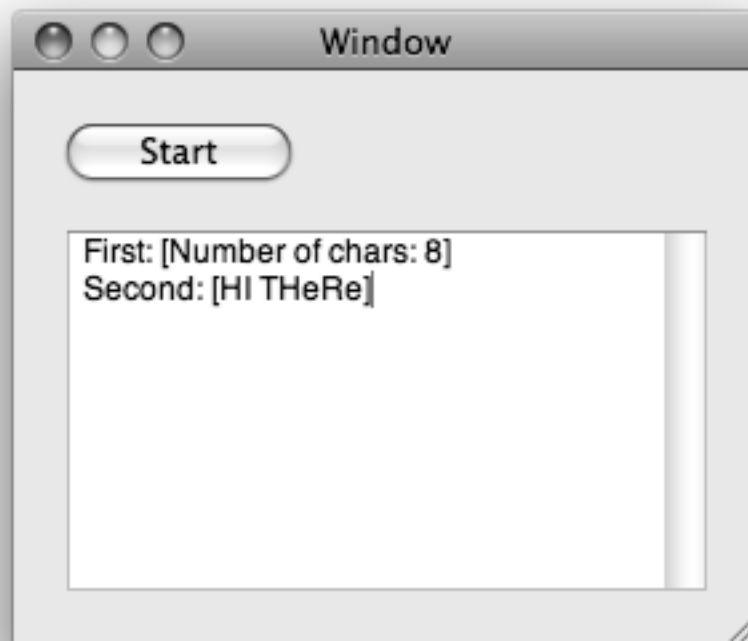 Window
Start
First: [Number of chars: 8]
Second: [HI THeRe]